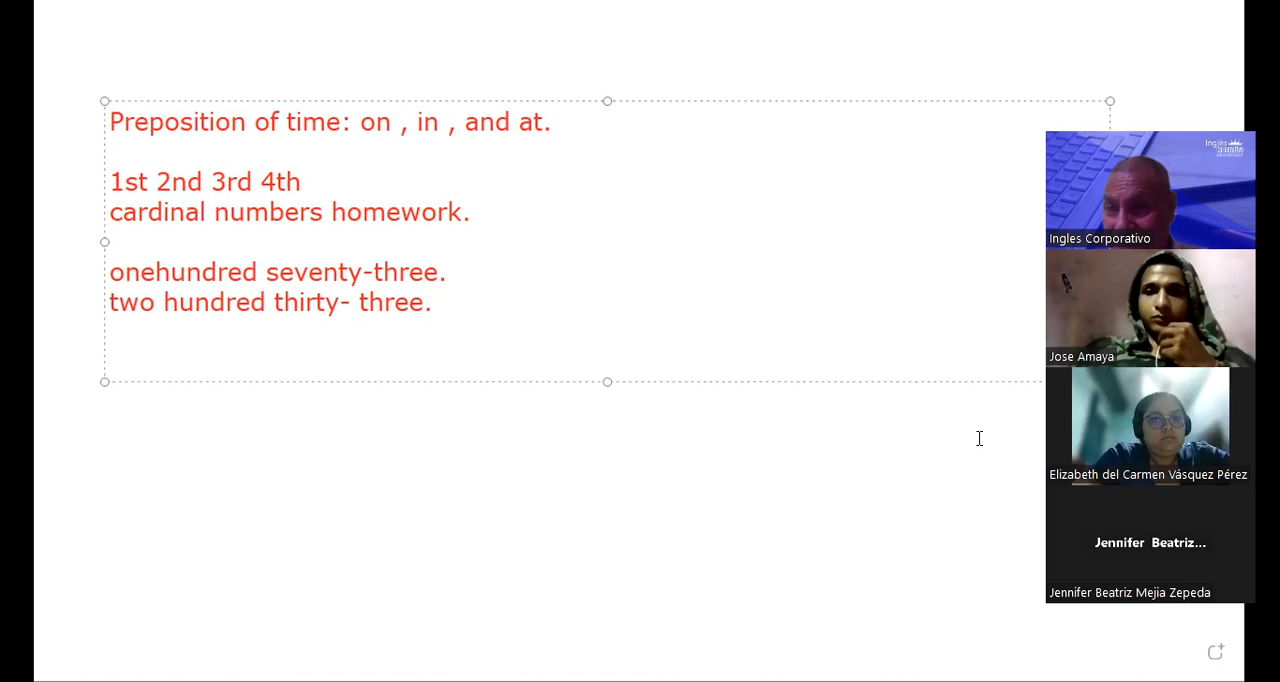 Preposition of time: on , in , and at.
1st 2nd 3rd 4th
cardinal numbers homework.
onehundred seventy-three.
two hundred thirty- three.
Ingles
Ingles Corporativo
Jose Amaya
Elizabeth del Carmen Vásquez Pérez
Jennifer Beatriz...
Jennifer Beatriz Mejia Zepeda